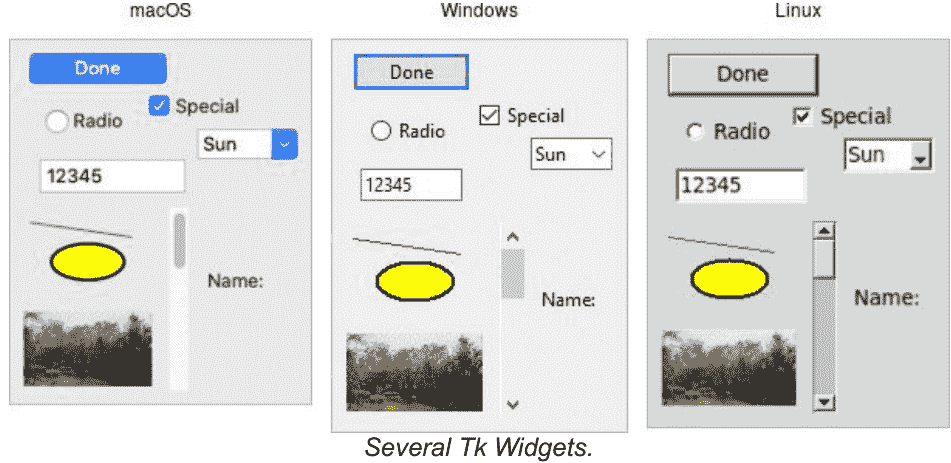 macOS
Windows
Linux
Done
Special
Radio
Sun
12345
Name:
Done
Special
Radio
Sun
12345
Name:
Done
Special
Radio
Sun
12345
Name:
Several Tk Widgets.